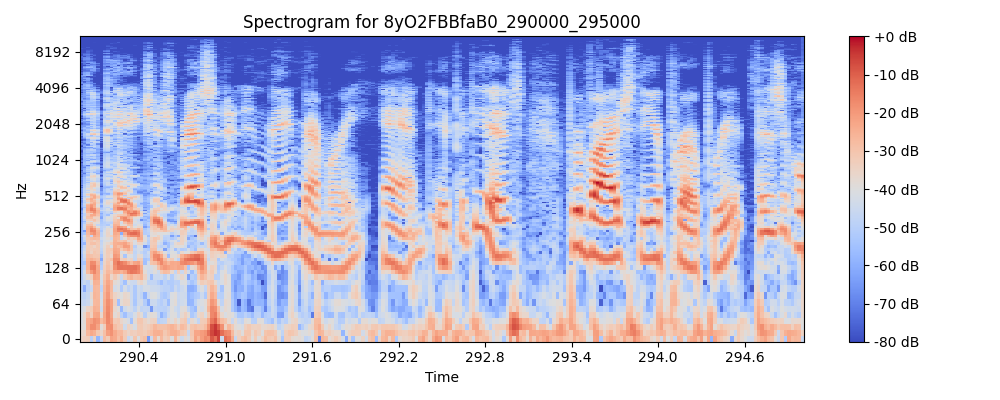 Spectrogram for 8yO2FBBfaB0_290000_295000
8192
4096
2048
1024
512
256
128
64
0
Hz
290.4 291.0 291.6 292.2 292.8 293.4 294.0 294.6
Time
+0 dB
-10 dB
-20 dB
-30 dB
-40 dB
-50 dB
-60 dB
-70 dB
-80 dB